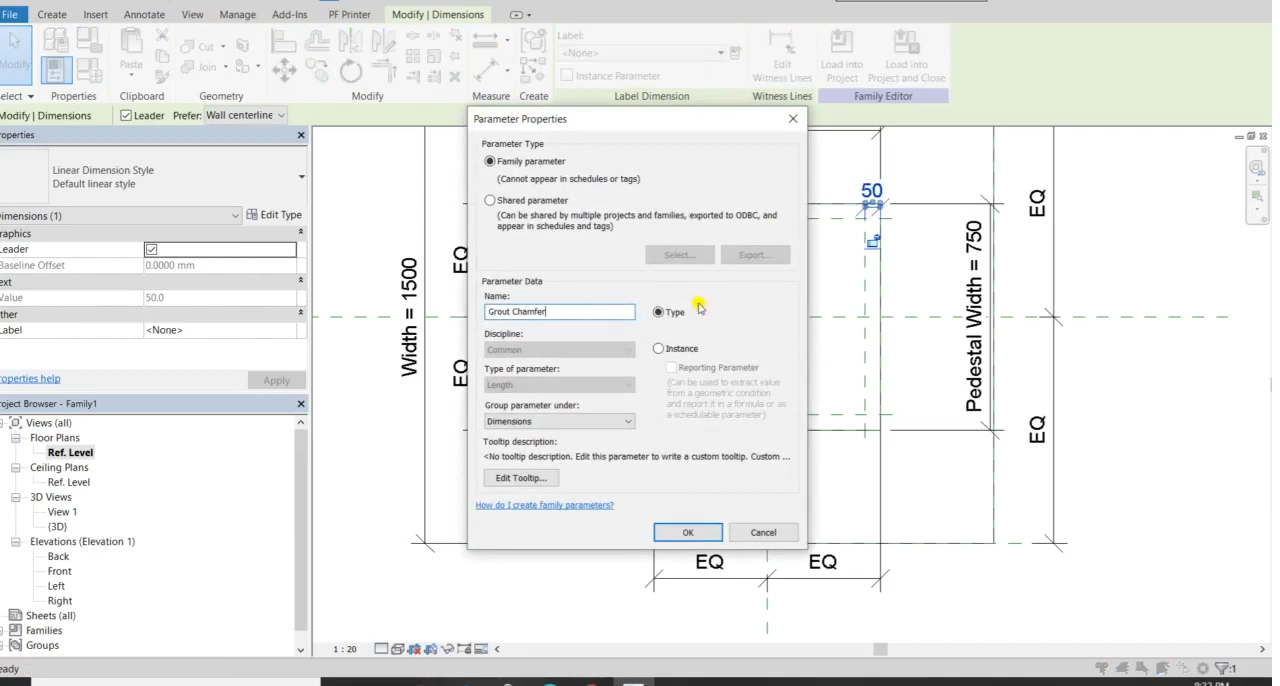 File Create Insert Annotate View Manage Add-Ins PF Printer Modify | Dimensions
Modify
Paste
Cut
Join
Label:
<None>
Instance Parameter
Edit
Witness Lines
Load into
Project
Load into
Project and Close
elect Properties Clipboard Geometry Modify Measure Create Label Dimension Witness Lines Family Editor
Modify | Dimensions Leader Prefer: Wall centerline
roperties
Linear Dimension Style
Default linear style
imensions (1) Edit Type
raphics
Leader
Baseline Offset 0.0000 mm
ext
Value 50.0
ther
Label <None>
roperties help Apply
roject Browser - Family1
Views (all)
Floor Plans
Ref. Level
Ceiling Plans
Ref. Level
3D Views
View 1
{3D}
Elevations (Elevation 1)
Back
Front
Left
Right
Sheets (all)
Families
Groups
eady
Parameter Properties
Parameter Type
Family parameter
(Cannot appear in schedules or tags)
Shared parameter
(Can be shared by multiple projects and families, exported to ODBC, and
appear in schedules and tags)
Select... Export...
Parameter Data
Name:
Grout Chamfer
Type
Discipline:
Common
Instance
Type of parameter:
Length
Reporting Parameter
(Can be used to extract value
from a geometric condition
and report it in a formula or as
a schedulable parameter)
Group parameter under:
Dimensions
Tooltip description:
<No tooltip description. Edit this parameter to write a custom tooltip. Custom ...
Edit Tooltip...
How do I create family parameters?
OK Cancel
Width = 1500
EQ
EQ
50
Pedestal Width = 750
EQ
EQ
EQ EQ
1 : 20
:1